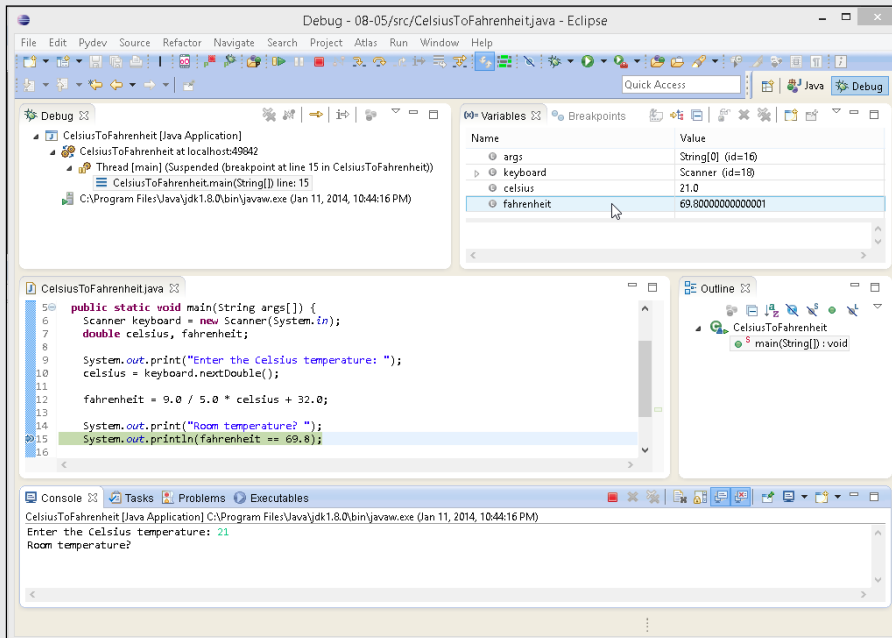 Debug - 08-05/src/CelsiusToFahrenheit.java - Eclipse
File Edit Pydev Source Refactor Navigate Search Project Atlas Run Window Help
Quick Access
Java
Debug
Debug
CelsiusToFahrenheit [Java Application]
CelsiusToFahrenheit at localhost:49842
Thread [main] (Suspended (breakpoint at line 15 in CelsiusToFahrenheit))
CelsiusToFahrenheit.main(String[]) line: 15
C:\Program Files\Java\jdk1.8.0\bin\javaw.exe (Jan 11, 2014, 10:44:16 PM)
(x)= Variables Breakpoints
Name Value
args String[0] (id=16)
keyboard Scanner (id=18)
celsius 21.0
fahrenheit 69.80000000000001
CelsiusToFahrenheit.java
5 public static void main(String args[]) {
6 Scanner keyboard = new Scanner(System.in);
7 double celsius, fahrenheit;
8
9 System.out.print("Enter the Celsius temperature: ");
10 celsius = keyboard.nextDouble();
11
12 fahrenheit = 9.0 / 5.0 * celsius + 32.0;
13
14 System.out.print("Room temperature? ");
15 System.out.println(fahrenheit == 69.8);
16
Outline
CelsiusToFahrenheit
main(String[]) : void
Console Tasks Problems Executables
CelsiusToFahrenheit [Java Application] C:\Program Files\Java\jdk1.8.0\bin\javaw.exe (Jan 11, 2014, 10:44:16 PM)
Enter the Celsius temperature: 21
Room temperature?